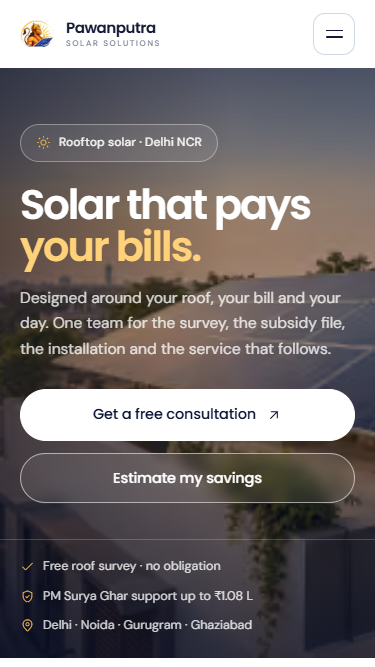 Pawanputra
SOLAR SOLUTIONS
Rooftop solar · Delhi NCR
Solar that pays
your bills.
Designed around your roof, your bill and your
day. One team for the survey, the subsidy file,
the installation and the service that follows.
Get a free consultation
Estimate my savings
Free roof survey · no obligation
PM Surya Ghar support up to ₹1.08 L
Delhi · Noida · Gurugram · Ghaziabad